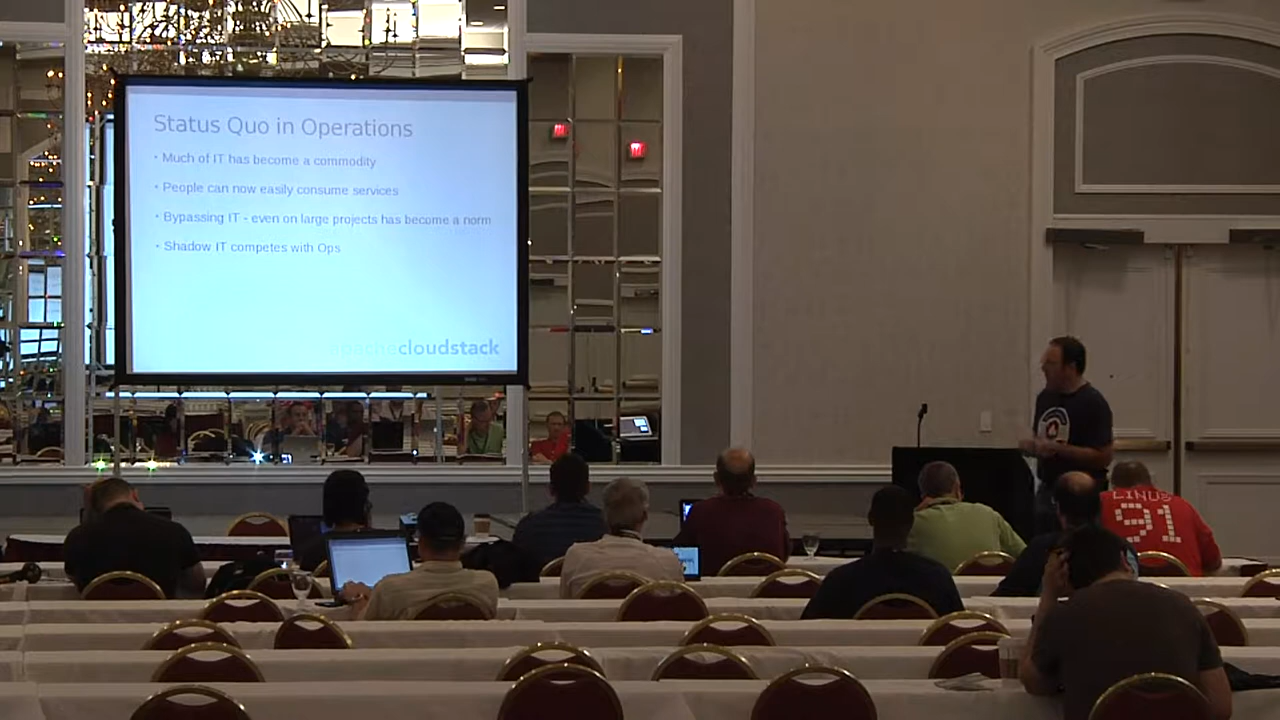 Status Quo in Operations
• Much of IT has become a commodity
• People can now easily consume services
• Bypassing IT - even on large projects has become a norm
• Shadow IT competes with Ops
apachecloudstack
LINUS
91